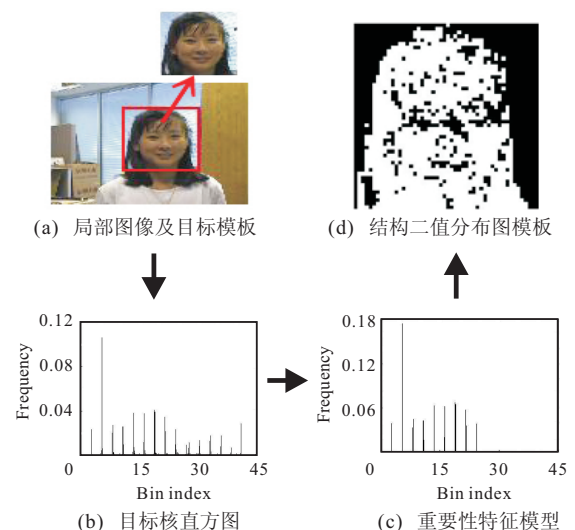 (a) 局部图像及目标模板
(d) 结构二值分布图模板
0.12
0.08
0.04
Frequency
0 15 30 45
Bin index
(b) 目标核直方图
0.18
0.12
0.06
Frequency
0 15 30 45
Bin index
(c) 重要性特征模型